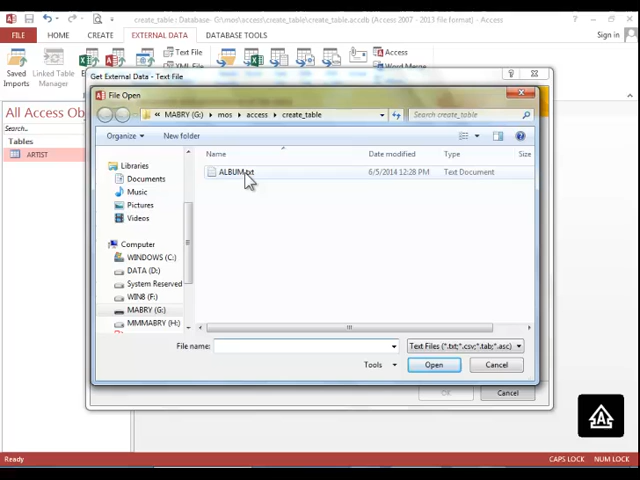 create_table : Database- G:\mos\access\create_table\create_table.accdb (Access 2007 - 2013 file format) - Access
FILE HOME CREATE EXTERNAL DATA DATABASE TOOLS Sign in
Saved Imports
Linked Table Manager
Text File
Access
Word Merge
Get External Data - Text File
File Open
All Access Obj
Search...
Tables
ARTIST
« MABRY (G:) mos access create_table
Search create_table
Organize New folder
Name Date modified Type Size
ALBUM.txt 6/5/2014 12:28 PM Text Document
Libraries
Documents
Music
Pictures
Videos
Computer
WINDOWS (C:)
DATA (D:)
System Reserved
WIN8 (F:)
MABRY (G:)
MMMABRY (H:)
File name:
Text Files (*.txt;*.csv;*.tab;*.asc)
Tools Open Cancel
OK Cancel
Ready CAPS LOCK NUM LOCK